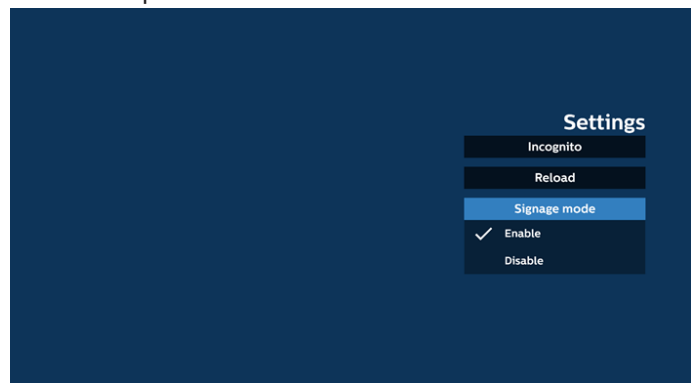 Settings
Incognito
Reload
Signage mode
Enable
Disable